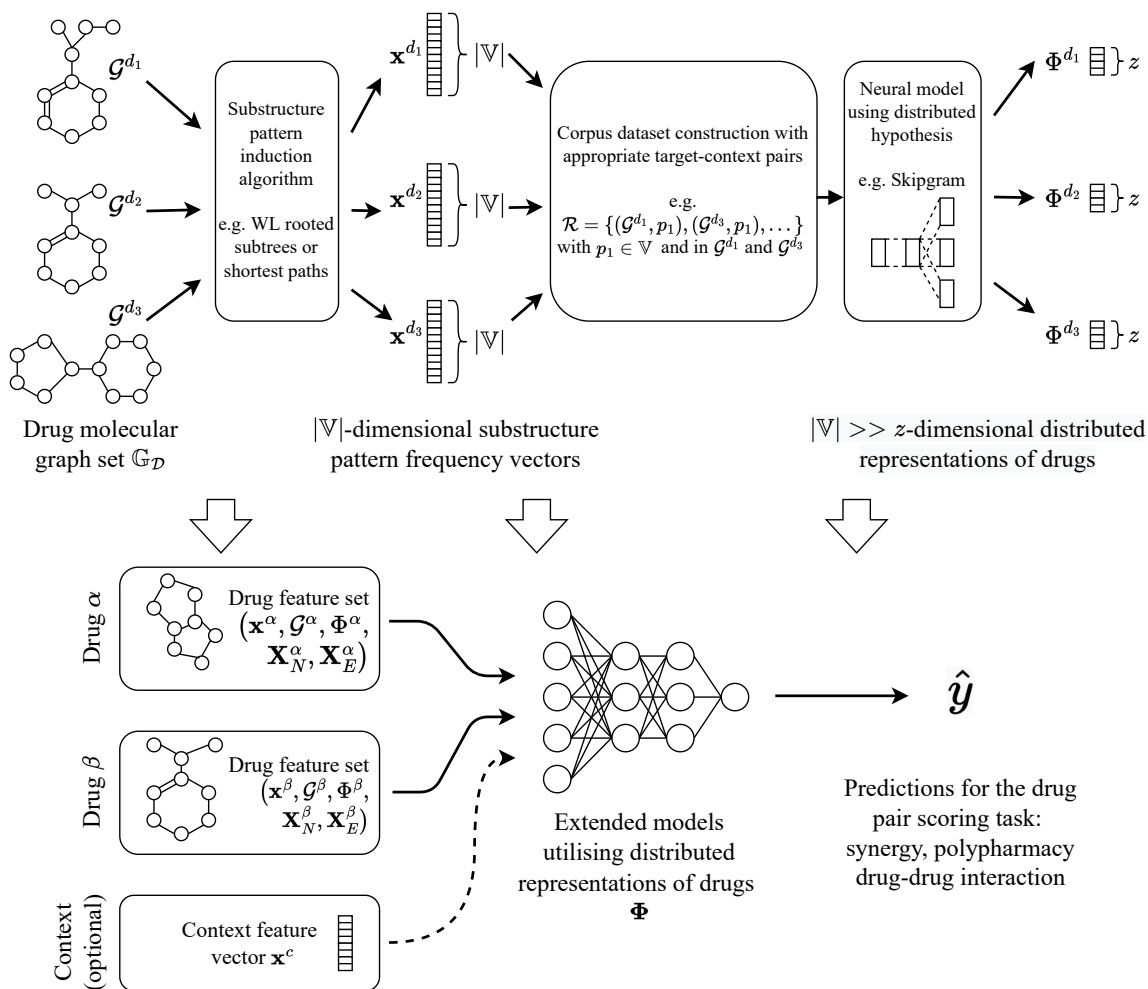 𝒢^{d_1}
𝒢^{d_2}
𝒢^{d_3}
Drug molecular
graph set 𝔾_𝒟
Substructure
pattern
induction
algorithm
e.g. WL rooted
subtrees or
shortest paths
𝐱^{d_1} |𝕍|
𝐱^{d_2} |𝕍|
𝐱^{d_3} |𝕍|
|𝕍|-dimensional substructure
pattern frequency vectors
Corpus dataset construction with
appropriate target-context pairs
e.g.
ℛ = {(𝒢^{d_1}, p_1), (𝒢^{d_3}, p_1), . . . }
with p_1 ∈ 𝕍 and in 𝒢^{d_1} and 𝒢^{d_3}
Neural model
using distributed
hypothesis
e.g. Skipgram
𝚽^{d_1} z
𝚽^{d_2} z
𝚽^{d_3} z
|𝕍| >> z-dimensional distributed
representations of drugs
Drug α
Drug feature set
(𝐱^α, 𝒢^α, 𝚽^α,
𝐗_N^α, 𝐗_E^α)
Drug β
Drug feature set
(𝐱^β, 𝒢^β, 𝚽^β,
𝐗_N^β, 𝐗_E^β)
Context
(optional)
Context feature
vector 𝐱^c
Extended models
utilising distributed
representations of drugs
𝚽
ŷ
Predictions for the drug
pair scoring task:
synergy, polypharmacy
drug-drug interaction